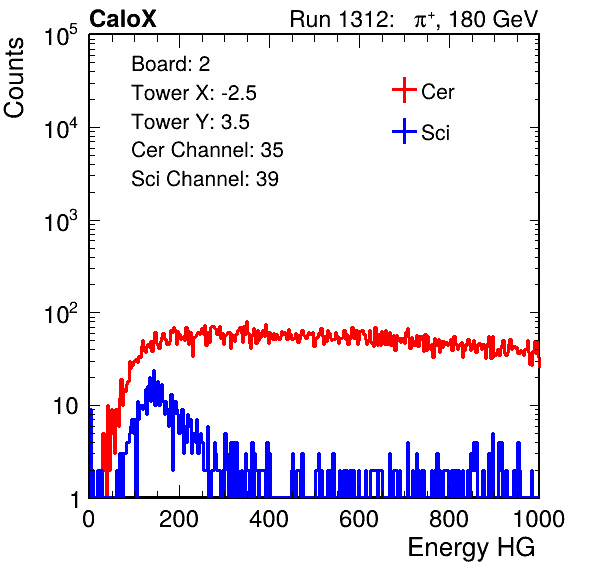 CaloX Run 1312: π⁺, 180 GeV
Counts
10⁵
10⁴
10³
10²
10
1
Board: 2
Tower X: -2.5
Tower Y: 3.5
Cer Channel: 35
Sci Channel: 39
Cer
Sci
0 200 400 600 800 1000
Energy HG